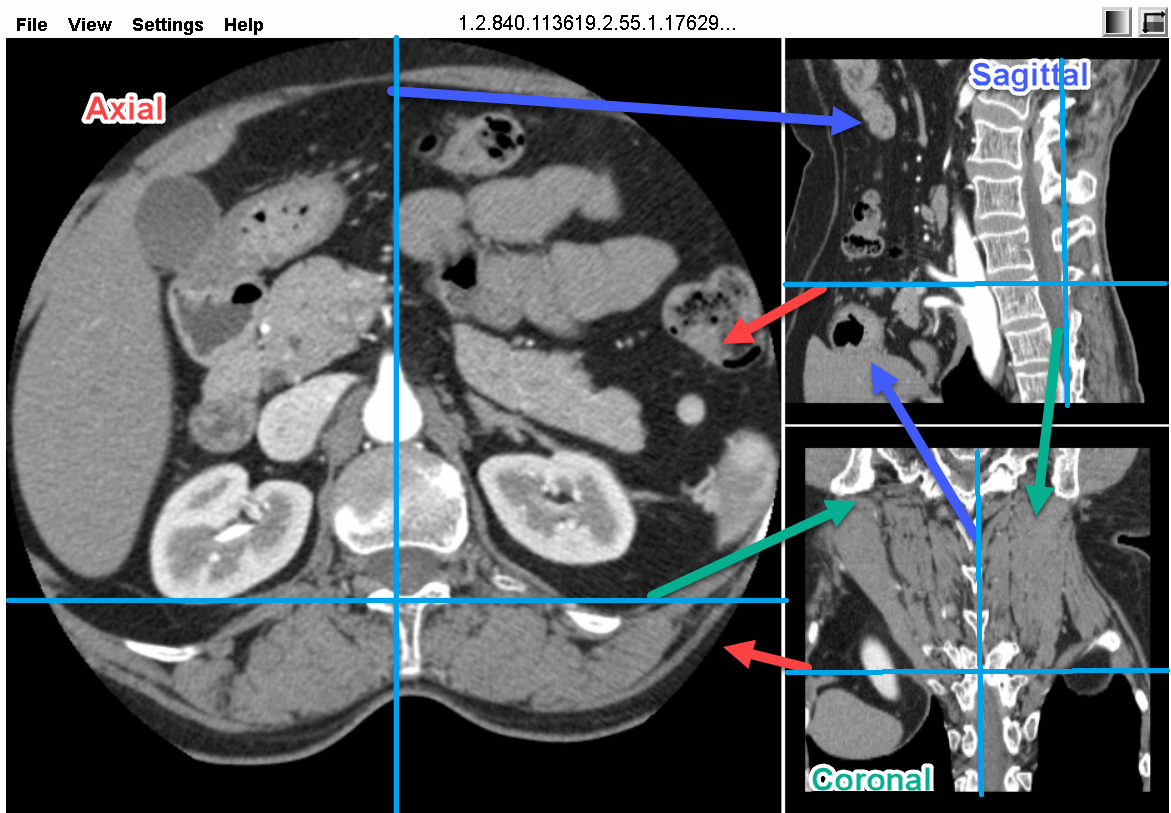 File View Settings Help 1.2.840.113619.2.55.1.17629...
Axial
Sagittal
Coronal